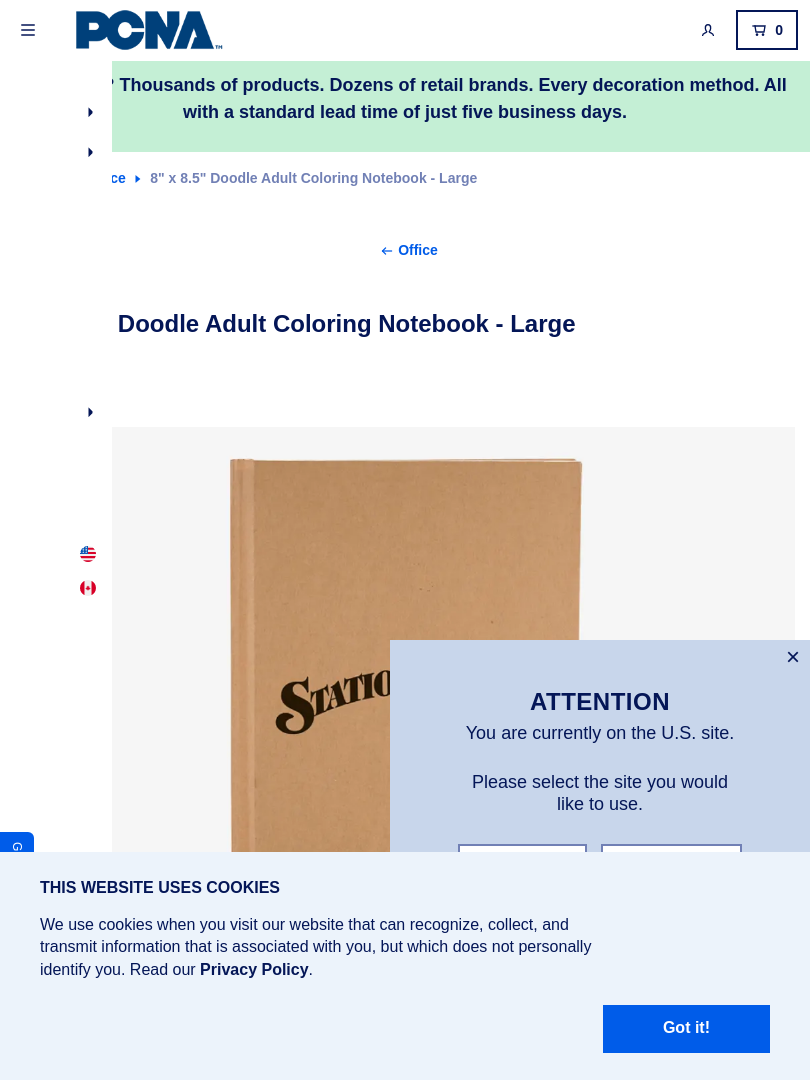 PCNA™
0
? Thousands of products. Dozens of retail brands. Every decoration method. All
with a standard lead time of just five business days.
ce 8" x 8.5" Doodle Adult Coloring Notebook - Large
Office
Doodle Adult Coloring Notebook - Large
ATTENTION
You are currently on the U.S. site.
Please select the site you would
like to use.
G
THIS WEBSITE USES COOKIES
We use cookies when you visit our website that can recognize, collect, and
transmit information that is associated with you, but which does not personally
identify you. Read our Privacy Policy.
Got it!